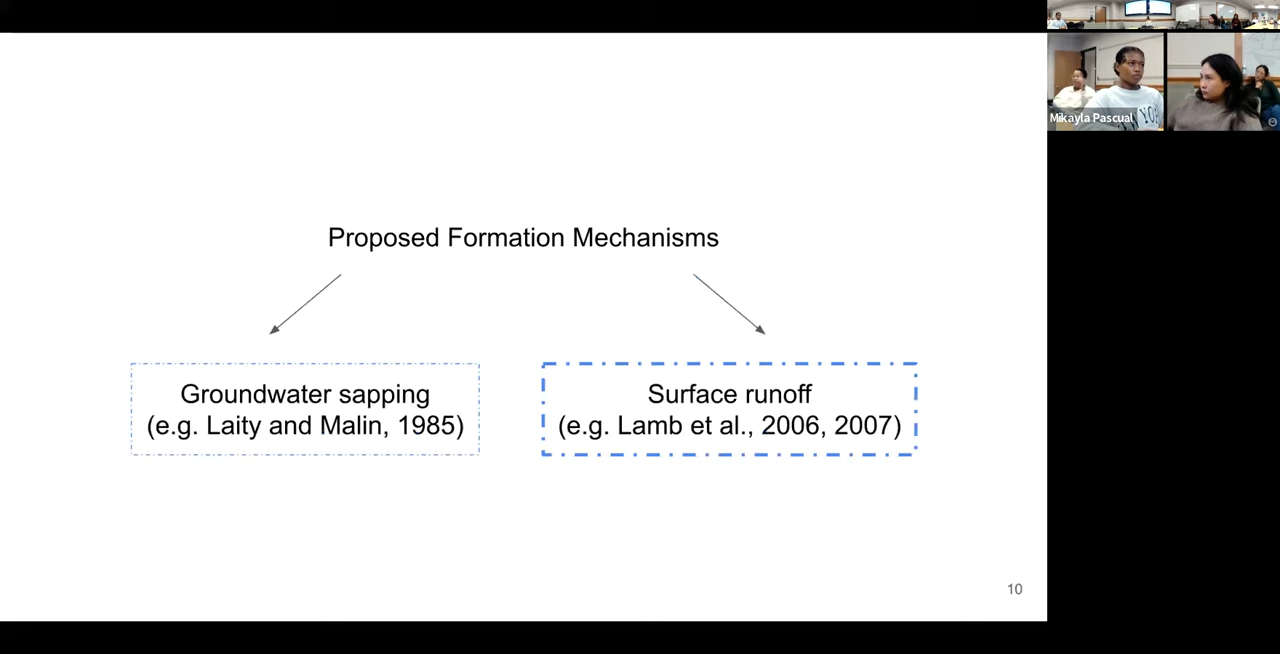 Proposed Formation Mechanisms
Groundwater sapping
(e.g. Laity and Malin, 1985)
Surface runoff
(e.g. Lamb et al., 2006, 2007)
10
Mikayla Pascual